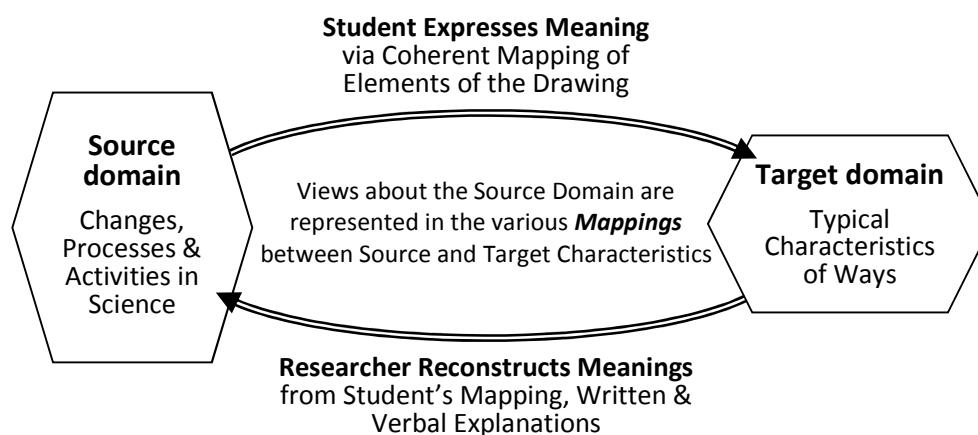 Student Expresses Meaning
via Coherent Mapping of
Elements of the Drawing
Source
domain
Changes,
Processes &
Activities in
Science
Views about the Source Domain are
represented in the various Mappings
between Source and Target Characteristics
Target domain
Typical
Characteristics
of Ways
Researcher Reconstructs Meanings
from Student’s Mapping, Written &
Verbal Explanations